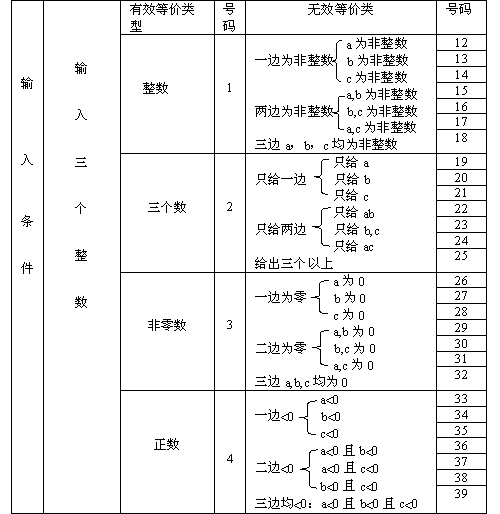 有效等价类型 号码 无效等价类 号码
输入条件
输入三个整数
整数 1
一边为非整数 a 为非整数 12
b 为非整数 13
c 为非整数 14
两边为非整数 a,b 为非整数 15
b,c 为非整数 16
a,c 为非整数 17
三边 a，b，c 均为非整数 18
三个数 2
只给一边 只给 a 19
只给 b 20
只给 c 21
只给两边 只给 ab 22
只给 b,c 23
只给 ac 24
给出三个以上 25
非零数 3
一边为零 a 为 0 26
b 为 0 27
c 为 0 28
二边为零 a,b 为 0 29
b,c 为 0 30
a,c 为 0 31
三边 a,b,c 均为 0 32
正数 4
一边<0 a<0 33
b<0 34
c<0 35
二边<0 a<0 且 b<0 36
a<0 且 c<0 37
b<0 且 c<0 38
三边均<0：a<0 且 b<0 且 c<0 39